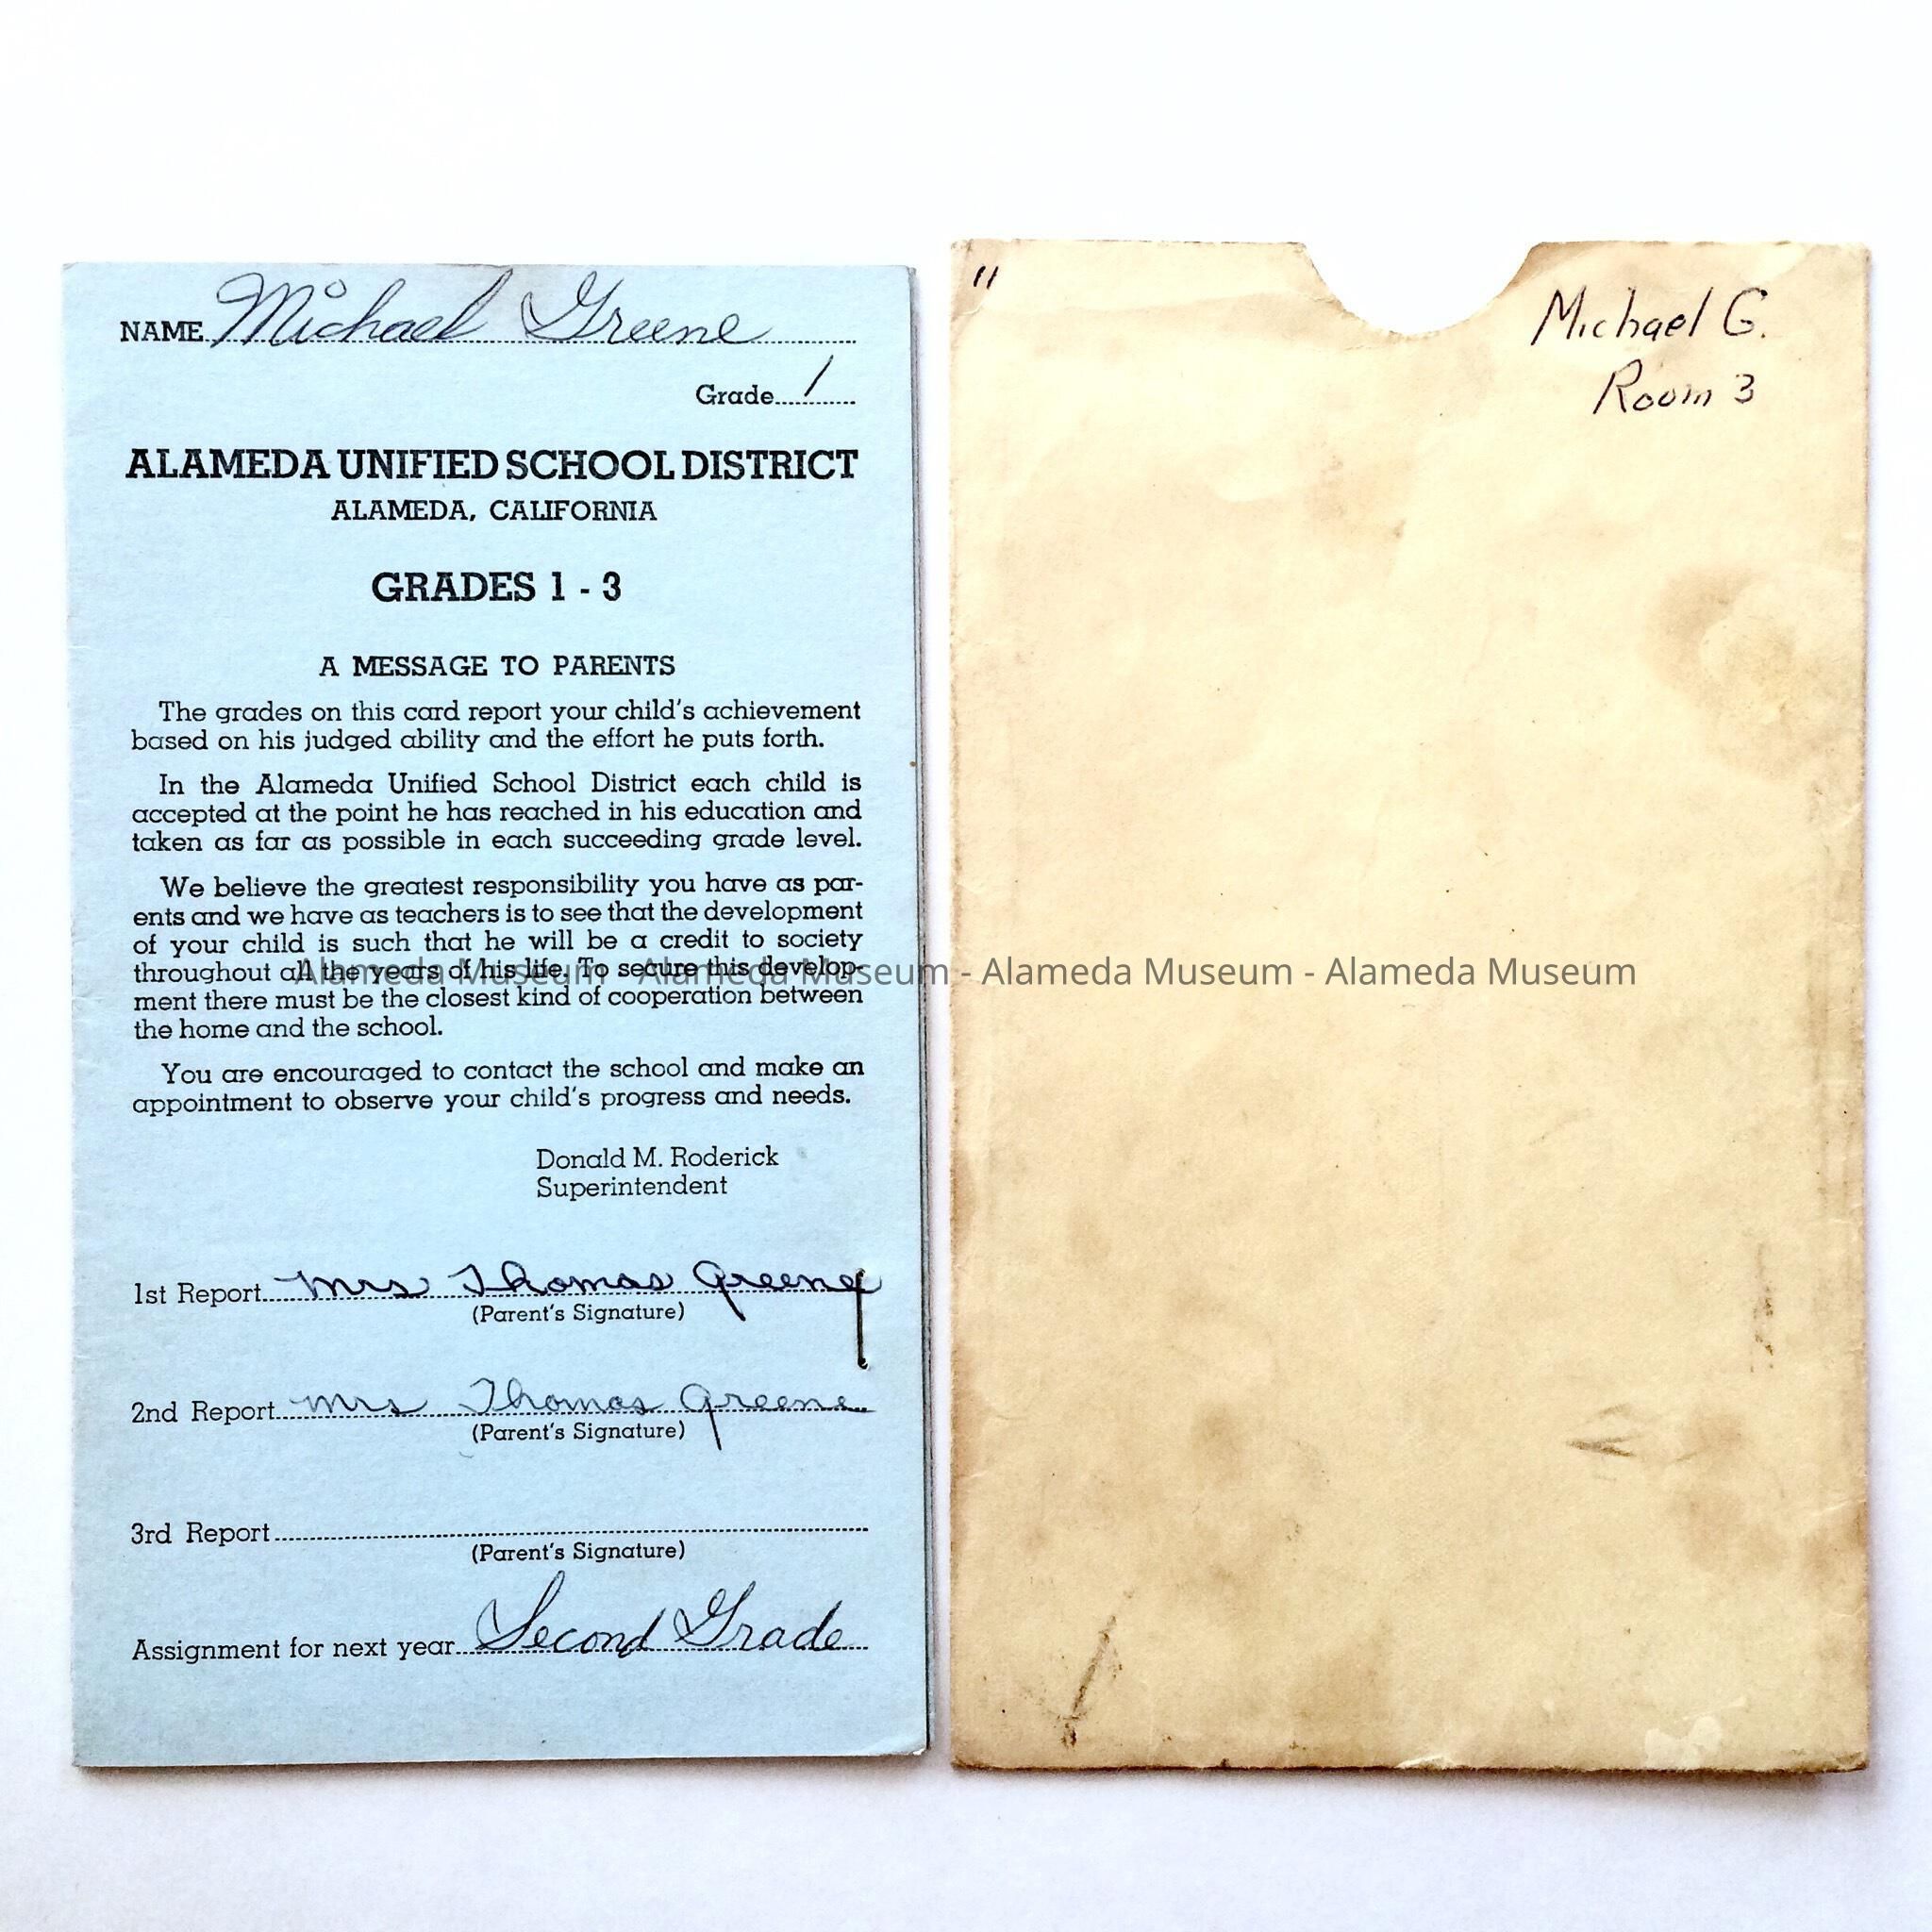 NAME Michael Greene
Grade 1
ALAMEDA UNIFIED SCHOOL DISTRICT
ALAMEDA, CALIFORNIA
GRADES 1 - 3
A MESSAGE TO PARENTS
The grades on this card report your child's achievement
based on his judged ability and the effort he puts forth.
In the Alameda Unified School District each child is
accepted at the point he has reached in his education and
taken as far as possible in each succeeding grade level.
We believe the greatest responsibility you have as par-
ents and we have as teachers is to see that the development
of your child is such that he will be a credit to society
throughout all the years of his life. To secure this develop-
ment there must be the closest kind of cooperation between
the home and the school.
You are encouraged to contact the school and make an
appointment to observe your child's progress and needs.
Donald M. Roderick
Superintendent
1st Report Mrs Thomas Greene
(Parent's Signature)
2nd Report Mrs Thomas Greene
(Parent's Signature)
3rd Report
(Parent's Signature)
Assignment for next year Second Grade
"
Michael G.
Room 3
Alameda Museum - Alameda Museum - Alameda Museum - Alameda Museum